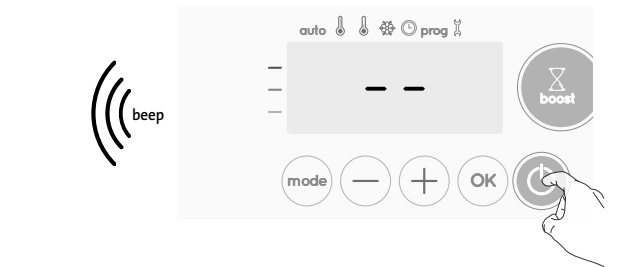 auto prog
beep
– –
boost
mode – + OK